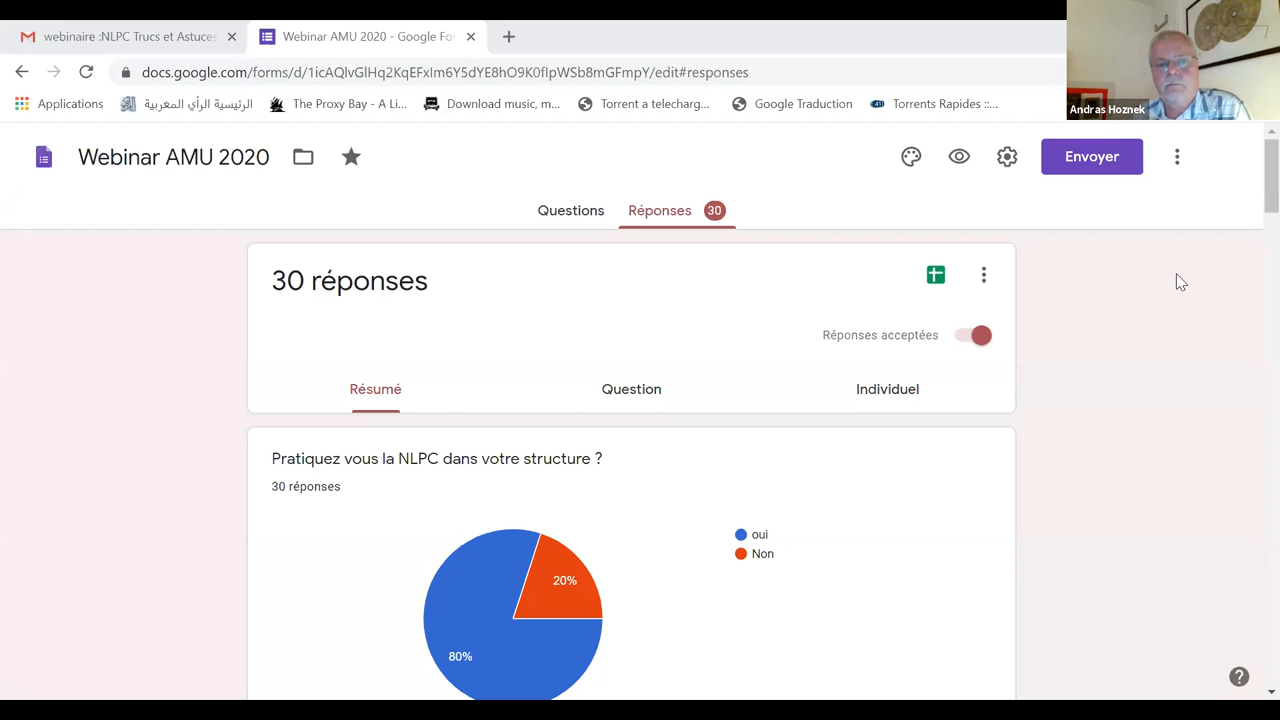 webinaire :NLPC Trucs et Astuces
Webinar AMU 2020 - Google For
docs.google.com/forms/d/1icAQlvGlHq2KqEFxIm6Y5dYE8hO9K0fIpWSb8mGFmpY/edit#responses
Applications
الرئيسية الرأي المغربية
The Proxy Bay - A Li...
Download music, m...
Torrent a telecharg...
Google Traduction
Torrents Rapides ::..
Andras Hoznek
Webinar AMU 2020
Envoyer
Questions
Réponses 30
30 réponses
Réponses acceptées
Résumé
Question
Individuel
Pratiquez vous la NLPC dans votre structure ?
30 réponses
oui
Non
20%
80%